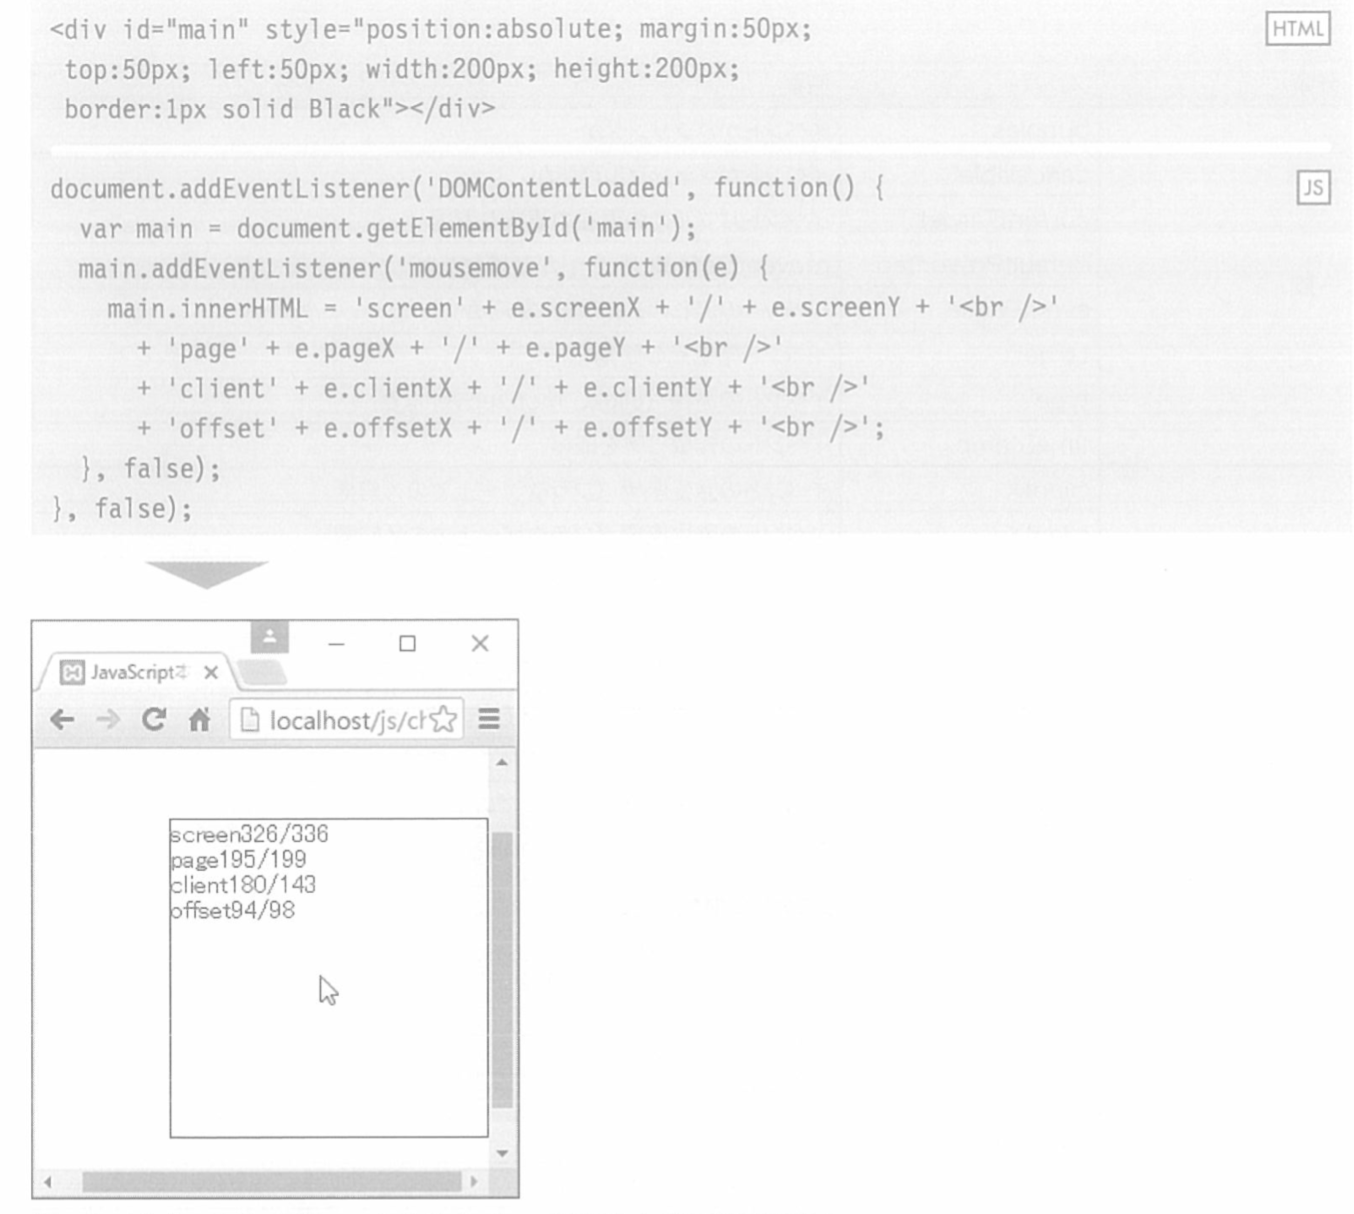 <div id="main" style="position:absolute; margin:50px;
HTML
top:50px; left:50px; width:200px; height:200px;
border:1px solid Black"></div>
document.addEventListener('DOMContentLoaded', function() {
JS
var main = document.getElementById('main');
main.addEventListener('mousemove', function(e) {
main.innerHTML = 'screen' + e.screenX + '/' + e.screenY + '<br />'
+ 'page' + e.pageX + '/' + e.pageY + '<br />'
+ 'client' + e.clientX + '/' + e.clientY + '<br />'
+ 'offset' + e.offsetX + '/' + e.offsetY + '<br />';
}, false);
}, false);
JavaScript
localhost/js/ch
screen326/336
page195/199
client180/143
offset94/98